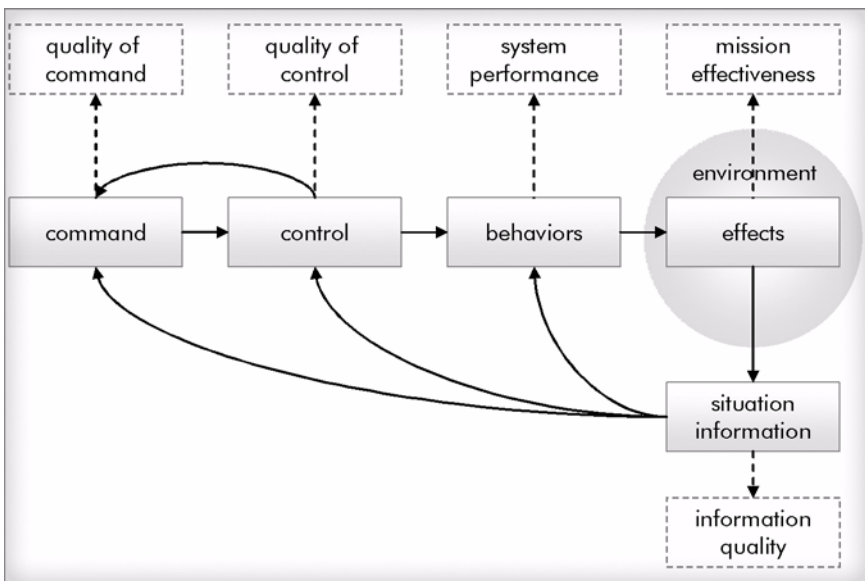 quality of
command
quality of
control
system
performance
mission
effectiveness
environment
command
control
behaviors
effects
situation
information
information
quality